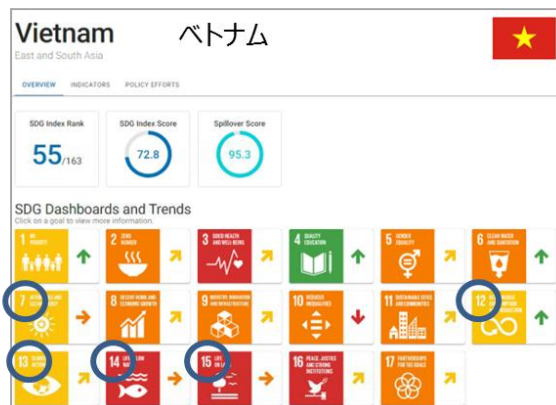 Vietnam ベトナム
East and South Asia
OVERVIEW INDICATORS POLICY EFFORTS
SDG Index Rank
55/163
SDG Index Score
72.8
Spillover Score
95.3
SDG Dashboards and Trends
Click on a goal to view more information.
1 NO POVERTY
2 ZERO HUNGER
3 GOOD HEALTH AND WELL-BEING
4 QUALITY EDUCATION
5 GENDER EQUALITY
6 CLEAN WATER AND SANITATION
7
8 DECENT WORK AND ECONOMIC GROWTH
9 INDUSTRY, INNOVATION AND INFRASTRUCTURE
10 REDUCED INEQUALITIES
11 SUSTAINABLE CITIES AND COMMUNITIES
12
13
14
15 LIFE ON LAND
16 PEACE, JUSTICE AND STRONG INSTITUTIONS
17 PARTNERSHIPS FOR THE GOALS